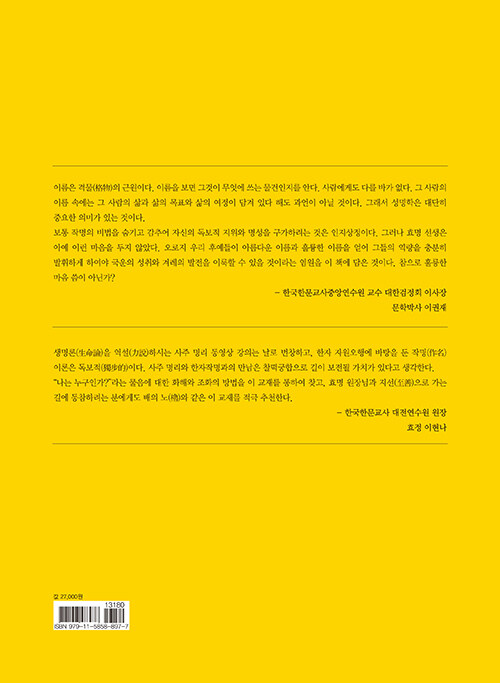 이름은 격물(格物)의 근원이다. 이름을 보면 그것이 무엇에 쓰는 물건인지를 안다. 사람에게도 다를 바가 없다. 그 사람의
이름 속에는 그 사람의 삶과 삶의 목표와 삶의 여정이 담겨 있다 해도 과언이 아닐 것이다. 그래서 성명학은 대단히
중요한 의미가 있는 것이다.
보통 작명의 비법을 숨기고 감추어 자신의 독보적 지위와 명성을 구가하려는 것은 인지상정이다. 그러나 효명 선생은
아예 이런 마음을 두지 않았다. 오로지 우리 후예들이 아름다운 이름과 훌륭한 이름을 얻어 그들의 역량을 충분히
발휘하게 하여야 국운의 성취와 겨레의 발전을 이룩할 수 있을 것이라는 염원을 이 책에 담은 것이다. 참으로 훌륭한
마음 씀이 아닌가?
- 한국한문교사중앙연수원 교수 대한검정회 이사장
문학박사 이권재
생명론(生命論)을 역설(力說)하시는 사주 명리 동영상 강의는 날로 번창하고, 한자 자원오행에 바탕을 둔 작명(作名)
이론은 독보적(獨步的)이다. 사주 명리와 한자작명과의 만남은 찰떡궁합으로 길이 보전될 가치가 있다고 생각한다.
"나는 누구인가?"라는 물음에 대한 화해와 조화의 방법을 이 교재를 통하여 찾고, 효명 원장님과 지선(至善)으로 가는
길에 동참하려는 분에게도 배의 노(櫓)와 같은 이 교재를 적극 추천한다.
- 한국한문교사 대전연수원 원장
효정 이현나
값 27,000원
13180
ISBN 979-11-5858-897-7